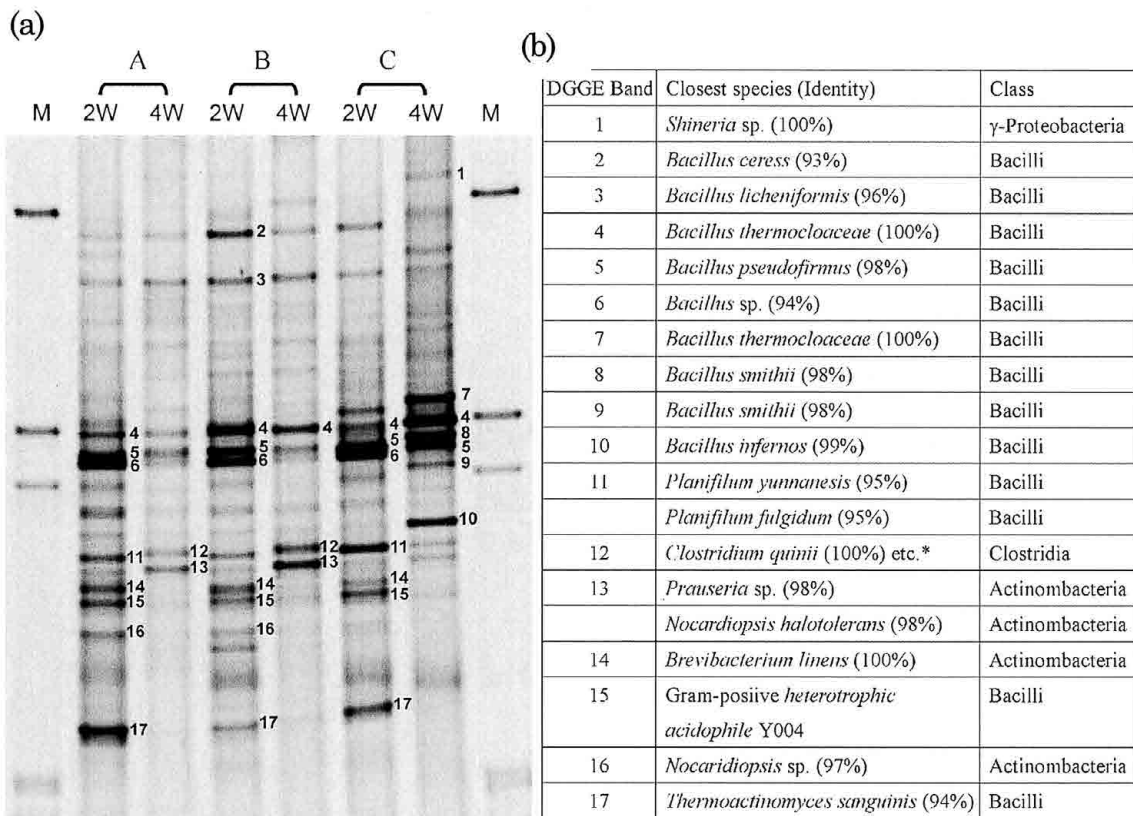 (a)
A B C
M 2W 4W 2W 4W 2W 4W M
1
2
3
7
4 4 4 4 4
8
5 5 5 5
6 6 6
9
10
11 12 12 11
13 13
14 14 14
15 15 15
16 16
17 17 17
(b)
DGGE Band Closest species (Identity) Class
1 Shineria sp. (100%) γ-Proteobacteria
2 Bacillus ceress (93%) Bacilli
3 Bacillus licheniformis (96%) Bacilli
4 Bacillus thermocloaceae (100%) Bacilli
5 Bacillus pseudofirmus (98%) Bacilli
6 Bacillus sp. (94%) Bacilli
7 Bacillus thermocloaceae (100%) Bacilli
8 Bacillus smithii (98%) Bacilli
9 Bacillus smithii (98%) Bacilli
10 Bacillus infernos (99%) Bacilli
11 Planifilum yunnanesis (95%) Bacilli
Planifilum fulgidum (95%) Bacilli
12 Clostridium quinii (100%) etc.* Clostridia
13 Prauseria sp. (98%) Actinombacteria
Nocardiopsis halotolerans (98%) Actinombacteria
14 Brevibacterium linens (100%) Actinombacteria
15 Gram-posiive heterotrophic Bacilli
acidophile Y004
16 Nocaridiopsis sp. (97%) Actinombacteria
17 Thermoactinomyces sanguinis (94%) Bacilli